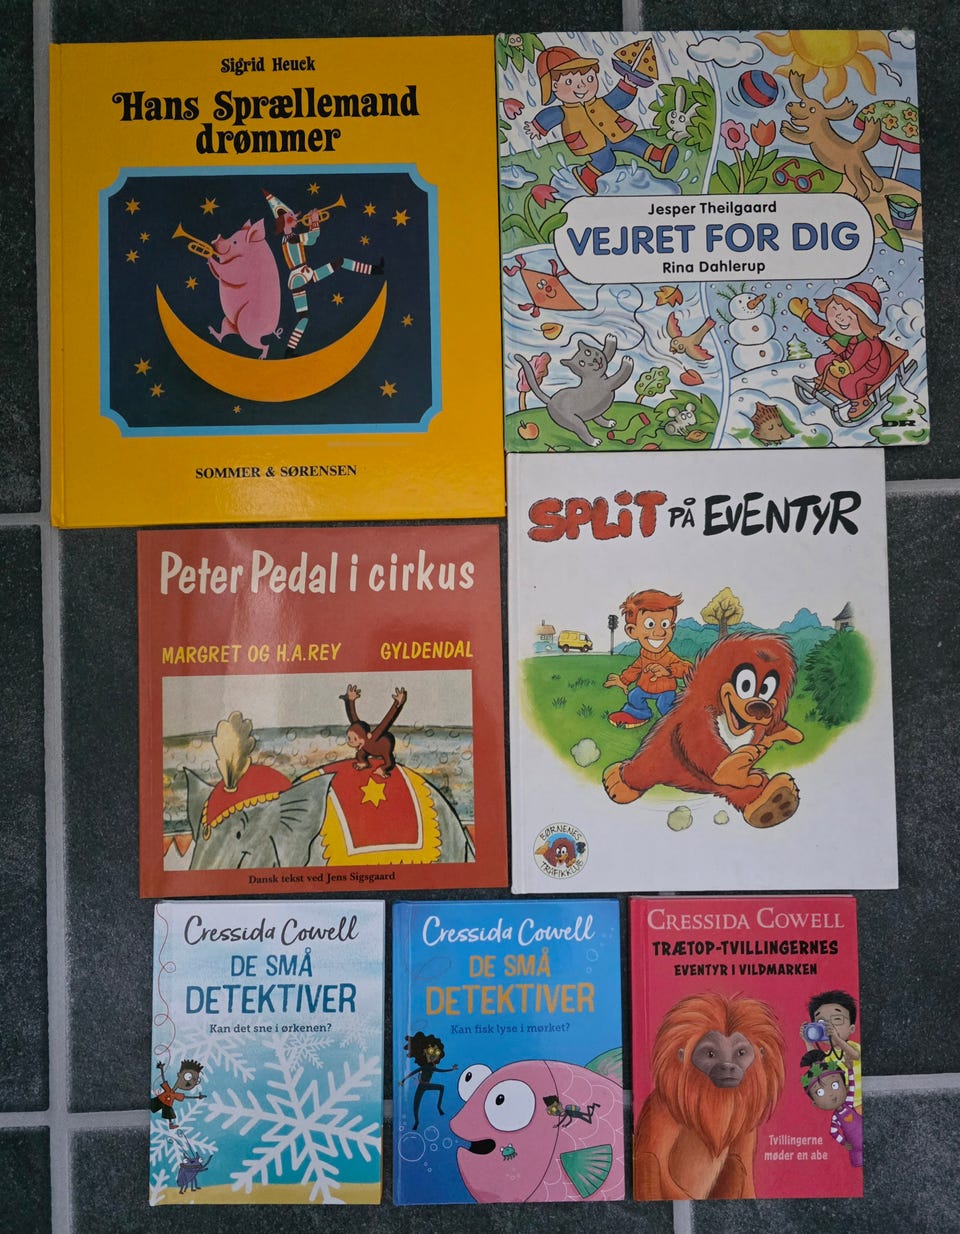 Sigrid Heuck
Hans Sprællemand
drømmer
SOMMER & SØRENSEN
Jesper Theilgaard
VEJRET FOR DIG
Rina Dahlerup
DR
Peter Pedal i cirkus
MARGRET OG H.A.REY GYLDENDAL
Dansk tekst ved Jens Sigsgaard
SPLiT PÅ EVENTYR
BØRNENES
TRAFIKKLUB
Cressida Cowell
DE SMÅ
DETEKTIVER
Kan det sne i ørkenen?
Cressida Cowell
DE SMÅ
DETEKTIVER
Kan fisk lyse i mørket?
CRESSIDA COWELL
TRÆTOP-TVILLINGERNES
EVENTYR I VILDMARKEN
Tvillingerne
møder en abe